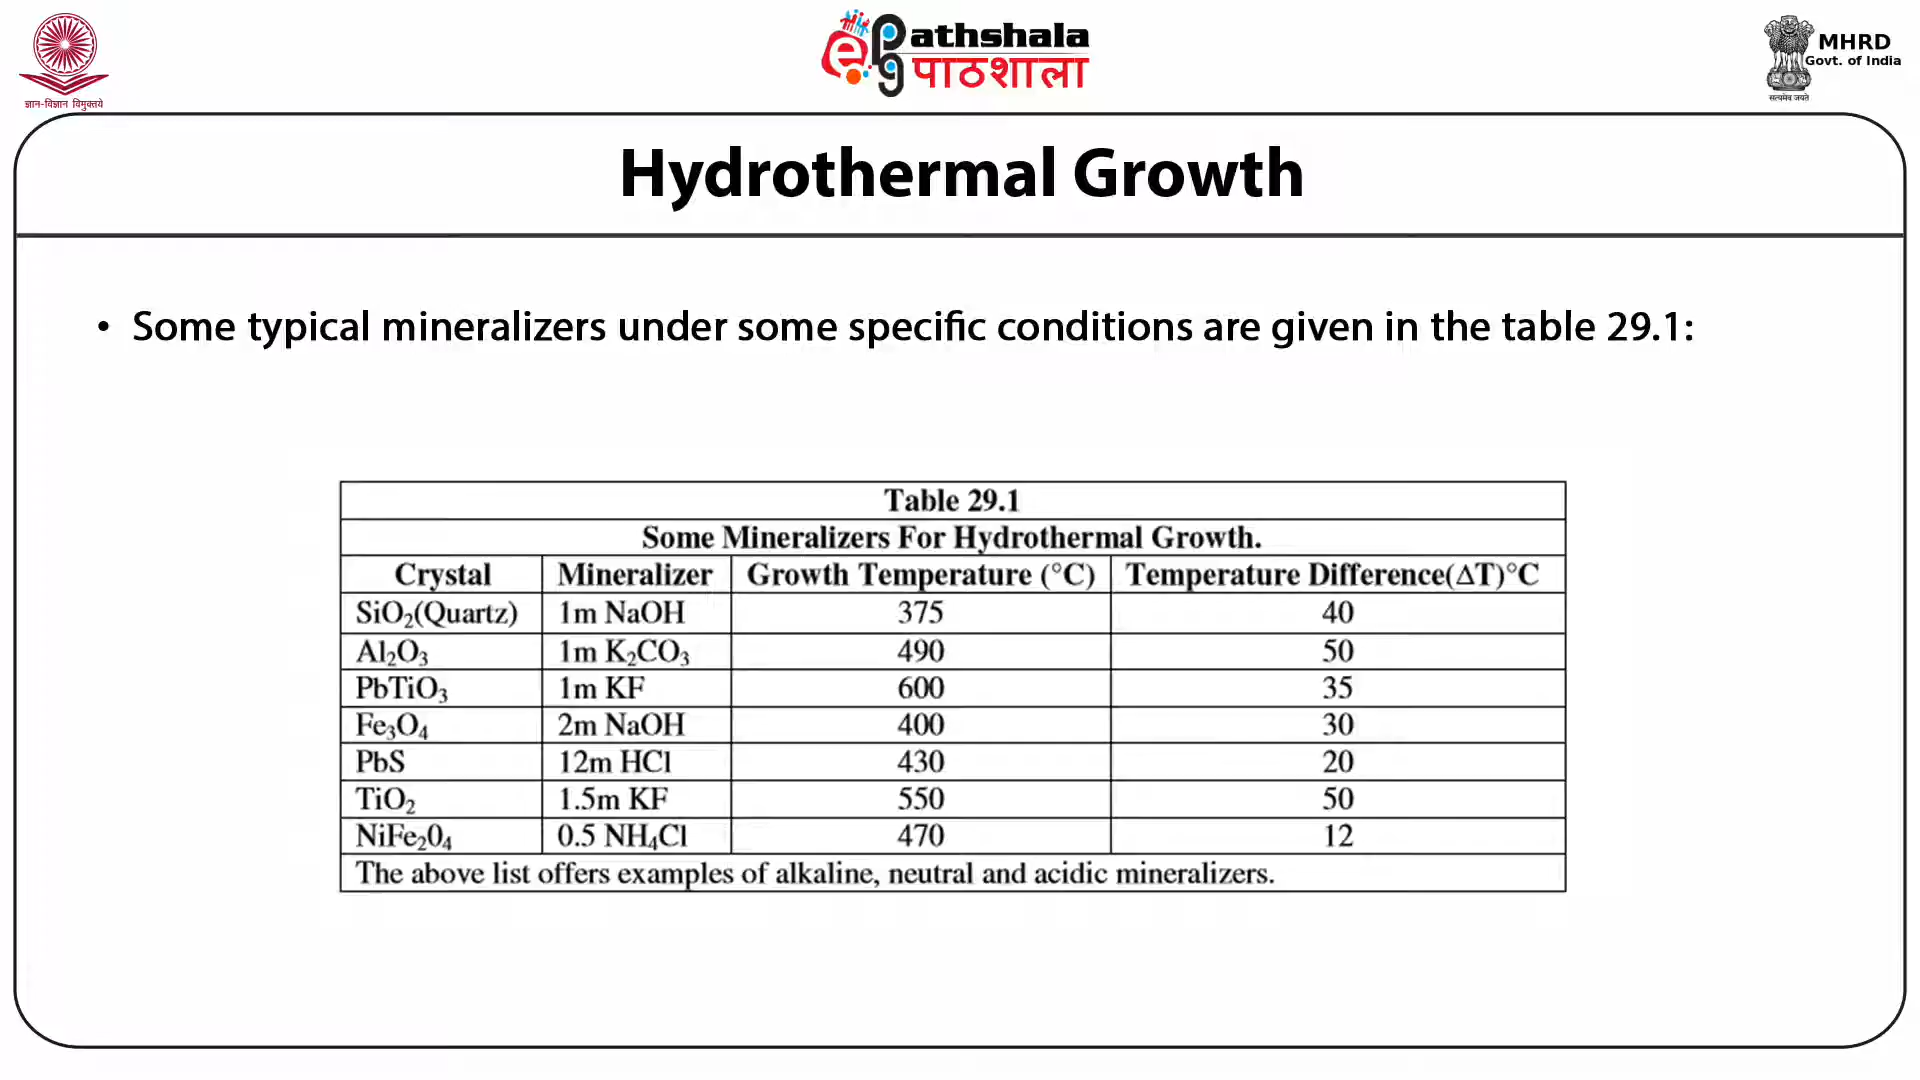 ज्ञान-विज्ञान विमुक्तये
ePathshala
पाठशाला
MHRD
Govt. of India
सत्यमेव जयते
Hydrothermal Growth
• Some typical mineralizers under some specific conditions are given in the table 29.1:
Table 29.1
Some Mineralizers For Hydrothermal Growth.
Crystal Mineralizer Growth Temperature (°C) Temperature Difference(ΔT)°C
SiO₂(Quartz) 1m NaOH 375 40
Al₂O₃ 1m K₂CO₃ 490 50
PbTiO₃ 1m KF 600 35
Fe₃O₄ 2m NaOH 400 30
PbS 12m HCl 430 20
TiO₂ 1.5m KF 550 50
NiFe₂0₄ 0.5 NH₄Cl 470 12
The above list offers examples of alkaline, neutral and acidic mineralizers.